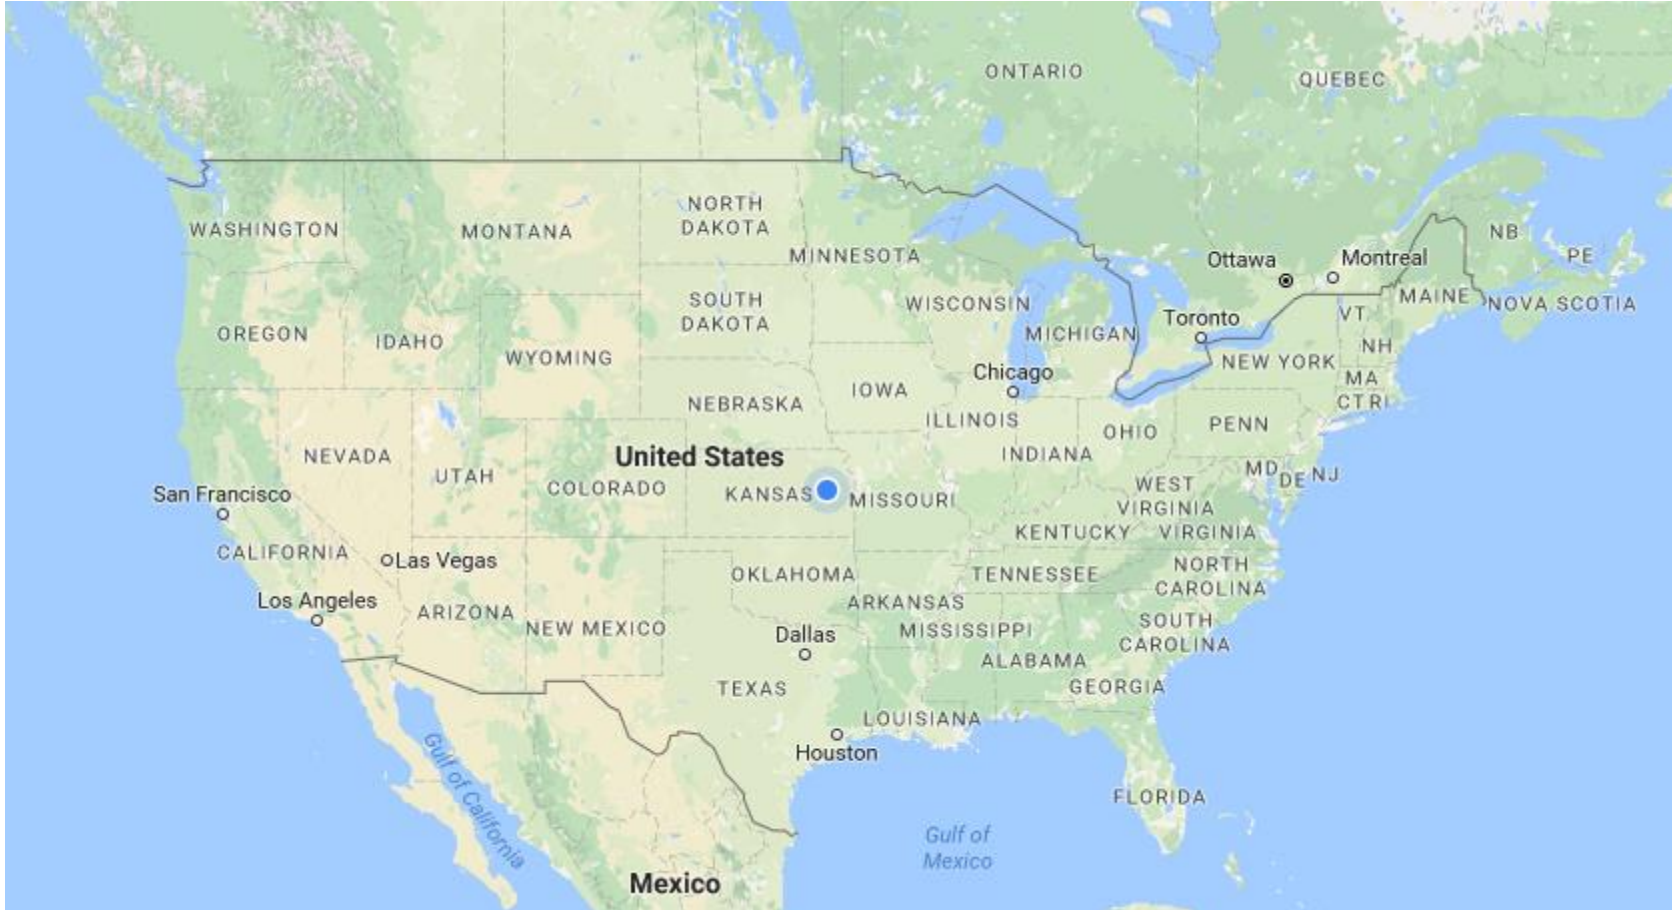 ONTARIO
QUEBEC
NORTH
DAKOTA
WASHINGTON
MONTANA
NB
MINNESOTA
Ottawa
Montreal
PE
SOUTH
DAKOTA
WISCONSIN
MAINE
NOVA SCOTIA
OREGON
IDAHO
MICHIGAN
Toronto
VT
WYOMING
NEW YORK
NH
Chicago
MA
IOWA
NEBRASKA
CT RI
ILLINOIS
OHIO
PENN
United States
NEVADA
INDIANA
UTAH
MD
DE
NJ
COLORADO
KANSAS
MISSOURI
WEST
VIRGINIA
San Francisco
KENTUCKY
VIRGINIA
CALIFORNIA
Las Vegas
OKLAHOMA
TENNESSEE
NORTH
CAROLINA
Los Angeles
ARIZONA
NEW MEXICO
ARKANSAS
Dallas
MISSISSIPPI
SOUTH
CAROLINA
ALABAMA
TEXAS
GEORGIA
LOUISIANA
Houston
Gulf of California
FLORIDA
Gulf of
Mexico
Mexico